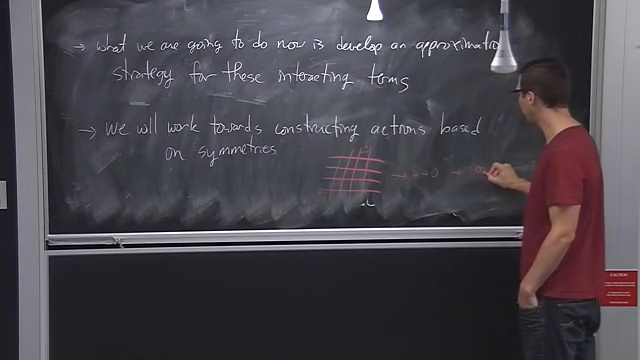 → what we are going to do now is develop an approximation
strategy for these interacting terms
→ We will work towards constructing actions based
on symmetries
CAUTION